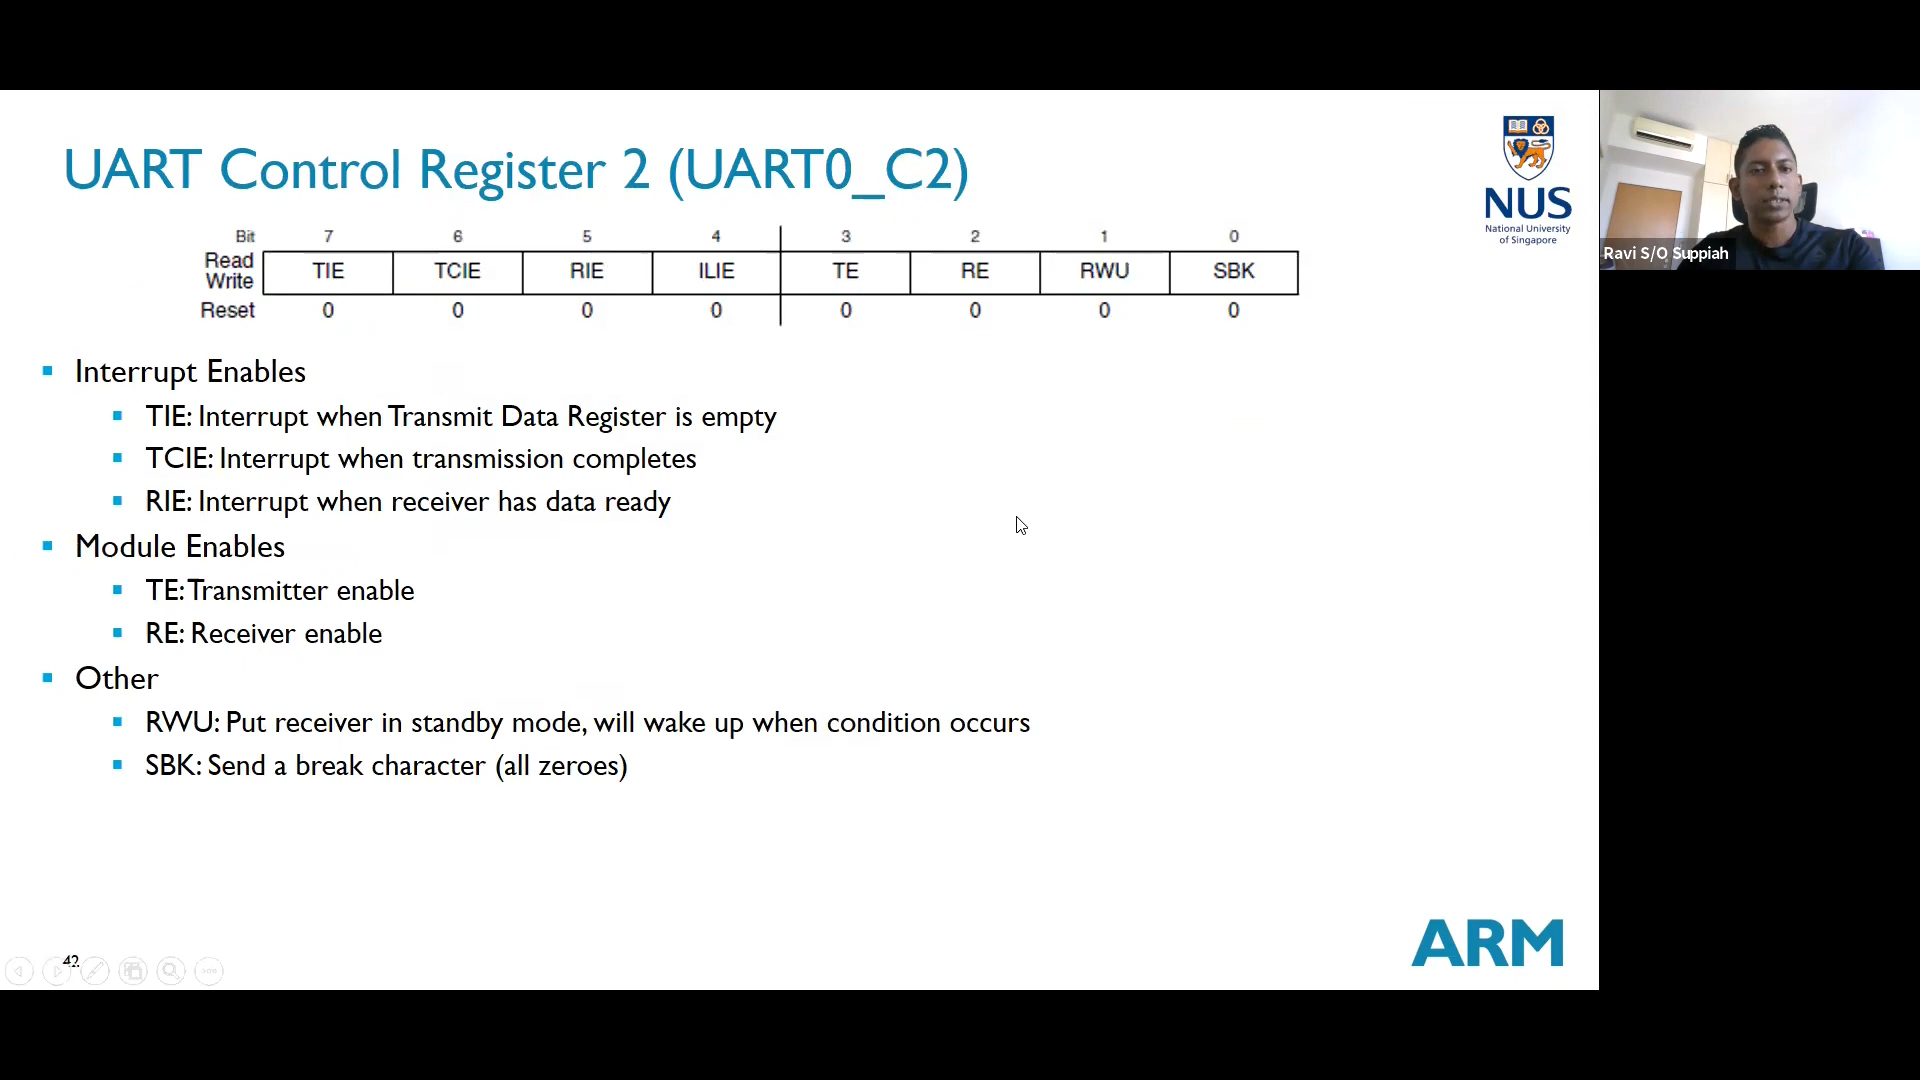 UART Control Register 2 (UART0_C2)
NUS
National University
of Singapore
Ravi S/O Suppiah
Bit 7 6 5 4 3 2 1 0
Read
Write
TIE TCIE RIE ILIE TE RE RWU SBK
Reset 0 0 0 0 0 0 0 0
Interrupt Enables
TIE: Interrupt when Transmit Data Register is empty
TCIE: Interrupt when transmission completes
RIE: Interrupt when receiver has data ready
Module Enables
TE: Transmitter enable
RE: Receiver enable
Other
RWU: Put receiver in standby mode, will wake up when condition occurs
SBK: Send a break character (all zeroes)
42
ARM